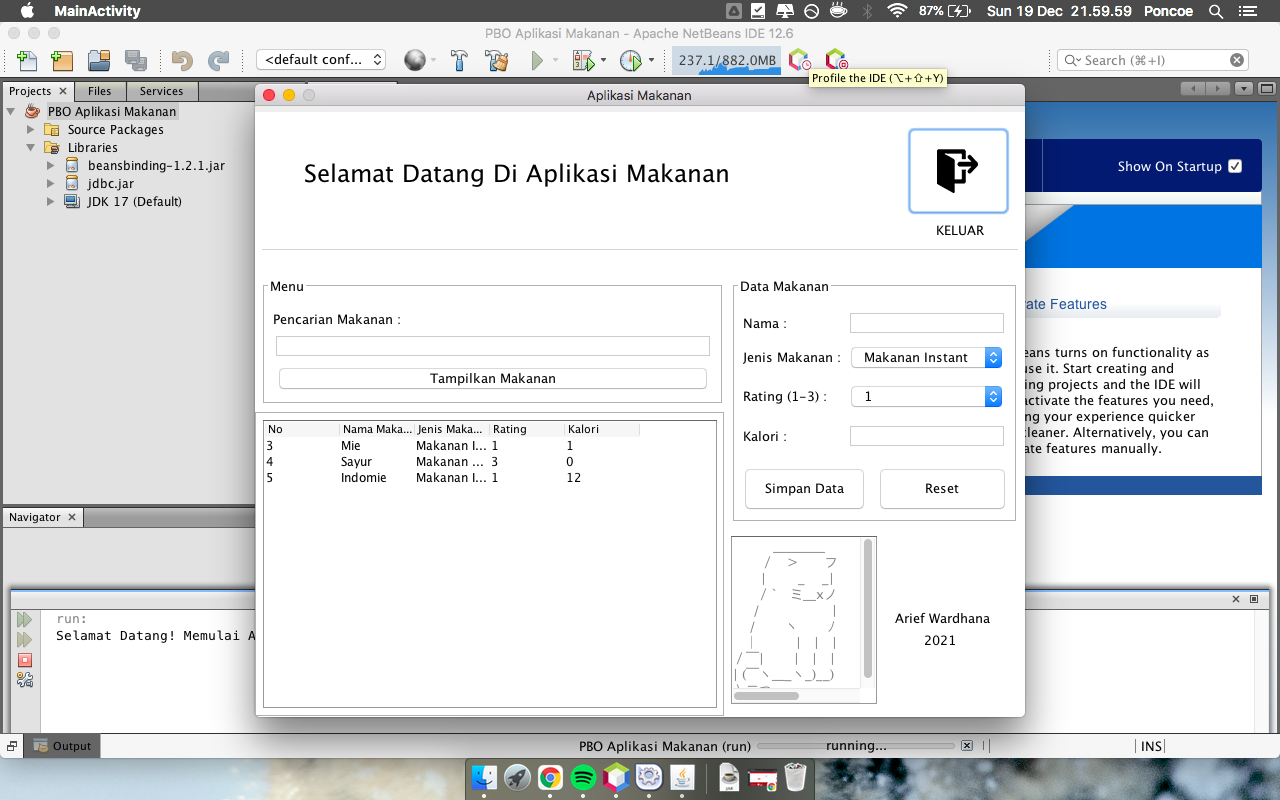 MainActivity
87%
Sun 19 Dec 21.59.59
Poncoe
PBO Aplikasi Makanan - Apache NetBeans IDE 12.6
<default conf...
237.1/882.0MB
Search (⌘+I)
Profile the IDE (⌥+⇧+Y)
Projects
Files
Services
PBO Aplikasi Makanan
Source Packages
Libraries
beansbinding-1.2.1.jar
jdbc.jar
JDK 17 (Default)
Aplikasi Makanan
Selamat Datang Di Aplikasi Makanan
KELUAR
Show On Startup
Menu
Pencarian Makanan :
Tampilkan Makanan
Data Makanan
Nama :
Jenis Makanan :
Makanan Instant
Rating (1-3) :
1
Kalori :
Simpan Data
Reset
No Nama Maka... Jenis Maka... Rating Kalori
3 Mie Makanan I... 1 1
4 Sayur Makanan ... 3 0
5 Indomie Makanan I... 1 12
Arief Wardhana
2021
Features
turns on functionality as
use it. Start creating and
projects and the IDE will
activate the features you need,
your experience quicker
cleaner. Alternatively, you can
features manually.
Navigator
run:
Selamat Datang! Memulai A
Output
PBO Aplikasi Makanan (run)
running...
INS